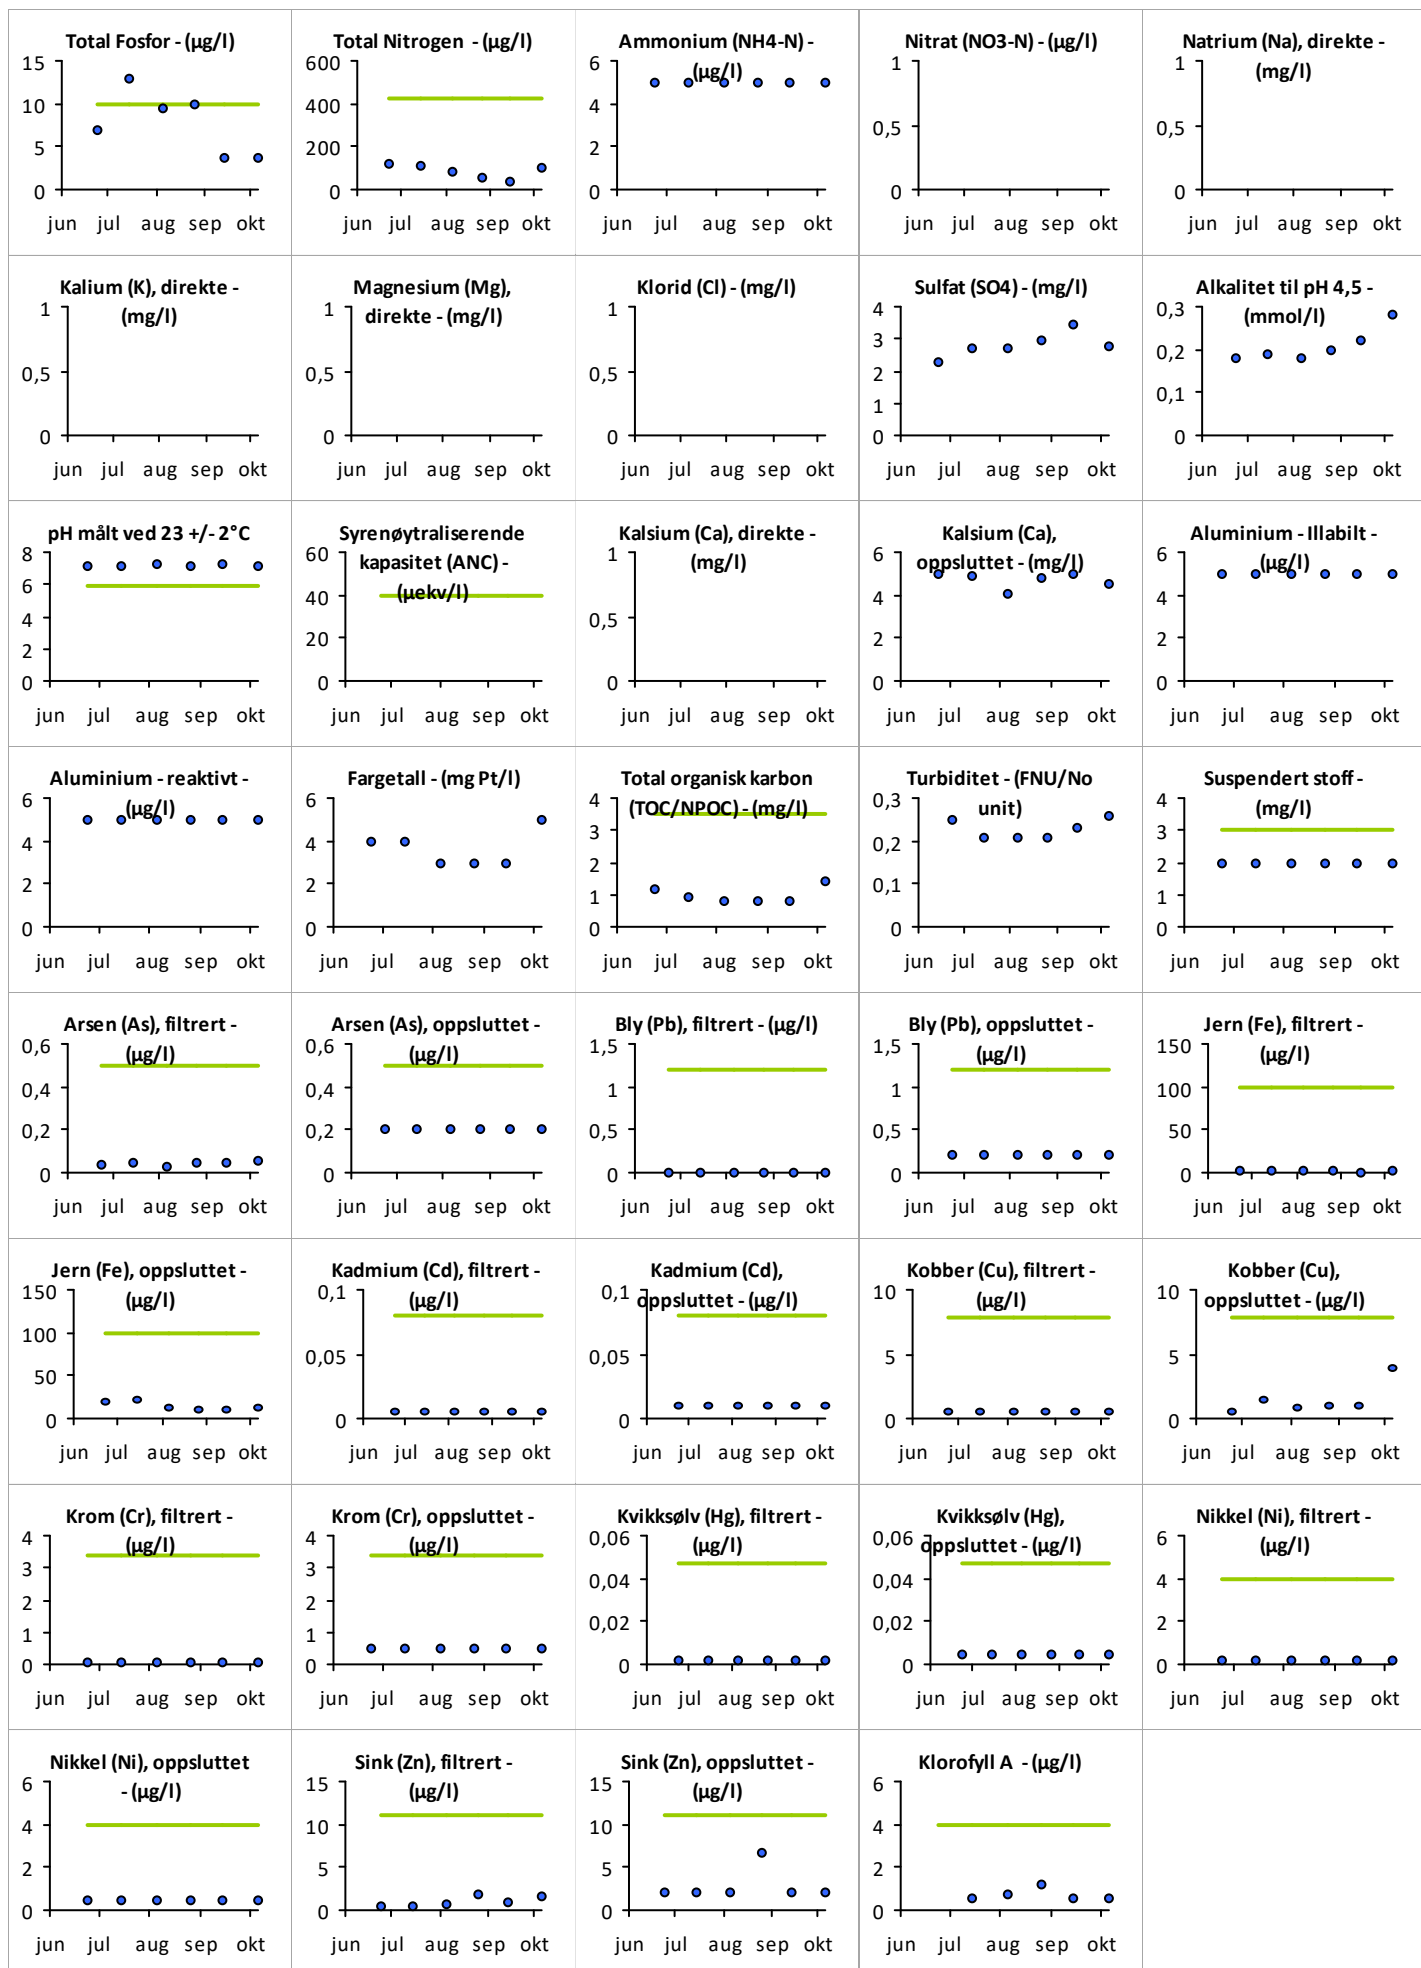 Total Fosfor - (µg/l)
15
10
5
0
jun jul aug sep okt
Total Nitrogen - (µg/l)
600
400
200
0
jun jul aug sep okt
Ammonium (NH4-N) -
(µg/l)
6
4
2
0
jun jul aug sep okt
Nitrat (NO3-N) - (µg/l)
1
0,5
0
jun jul aug sep okt
Natrium (Na), direkte -
(mg/l)
1
0,5
0
jun jul aug sep okt
Kalium (K), direkte -
(mg/l)
1
0,5
0
jun jul aug sep okt
Magnesium (Mg),
direkte - (mg/l)
1
0,5
0
jun jul aug sep okt
Klorid (Cl) - (mg/l)
1
0,5
0
jun jul aug sep okt
Sulfat (SO4) - (mg/l)
4
3
2
1
0
jun jul aug sep okt
Alkalitet til pH 4,5 -
(mmol/l)
0,3
0,2
0,1
0
jun jul aug sep okt
pH målt ved 23 +/- 2°C
8
6
4
2
0
jun jul aug sep okt
Syrenøytraliserende
kapasitet (ANC) -
(µekv/l)
60
40
20
0
jun jul aug sep okt
Kalsium (Ca), direkte -
(mg/l)
1
0,5
0
jun jul aug sep okt
Kalsium (Ca),
oppsluttet - (mg/l)
6
4
2
0
jun jul aug sep okt
Aluminium - Illabilt -
(µg/l)
6
4
2
0
jun jul aug sep okt
Aluminium - reaktivt -
(µg/l)
6
4
2
0
jun jul aug sep okt
Fargetall - (mg Pt/l)
6
4
2
0
jun jul aug sep okt
Total organisk karbon
(TOC/NPOC) - (mg/l)
4
3
2
1
0
jun jul aug sep okt
Turbiditet - (FNU/No
unit)
0,3
0,2
0,1
0
jun jul aug sep okt
Suspendert stoff -
(mg/l)
4
3
2
1
0
jun jul aug sep okt
Arsen (As), filtrert -
(µg/l)
0,6
0,4
0,2
0
jun jul aug sep okt
Arsen (As), oppsluttet -
(µg/l)
0,6
0,4
0,2
0
jun jul aug sep okt
Bly (Pb), filtrert - (µg/l)
1,5
1
0,5
0
jun jul aug sep okt
Bly (Pb), oppsluttet -
(µg/l)
1,5
1
0,5
0
jun jul aug sep okt
Jern (Fe), filtrert -
(µg/l)
150
100
50
0
jun jul aug sep okt
Jern (Fe), oppsluttet -
(µg/l)
150
100
50
0
jun jul aug sep okt
Kadmium (Cd), filtrert -
(µg/l)
0,1
0,05
0
jun jul aug sep okt
Kadmium (Cd),
oppsluttet - (µg/l)
0,1
0,05
0
jun jul aug sep okt
Kobber (Cu), filtrert -
(µg/l)
10
5
0
jun jul aug sep okt
Kobber (Cu),
oppsluttet - (µg/l)
10
5
0
jun jul aug sep okt
Krom (Cr), filtrert -
(µg/l)
4
3
2
1
0
jun jul aug sep okt
Krom (Cr), oppsluttet -
(µg/l)
4
3
2
1
0
jun jul aug sep okt
Kvikksølv (Hg), filtrert -
(µg/l)
0,06
0,04
0,02
0
jun jul aug sep okt
Kvikksølv (Hg),
oppsluttet - (µg/l)
0,06
0,04
0,02
0
jun jul aug sep okt
Nikkel (Ni), filtrert -
(µg/l)
6
4
2
0
jun jul aug sep okt
Nikkel (Ni), oppsluttet
- (µg/l)
6
4
2
0
jun jul aug sep okt
Sink (Zn), filtrert -
(µg/l)
15
10
5
0
jun jul aug sep okt
Sink (Zn), oppsluttet -
(µg/l)
15
10
5
0
jun jul aug sep okt
Klorofyll A - (µg/l)
6
4
2
0
jun jul aug sep okt